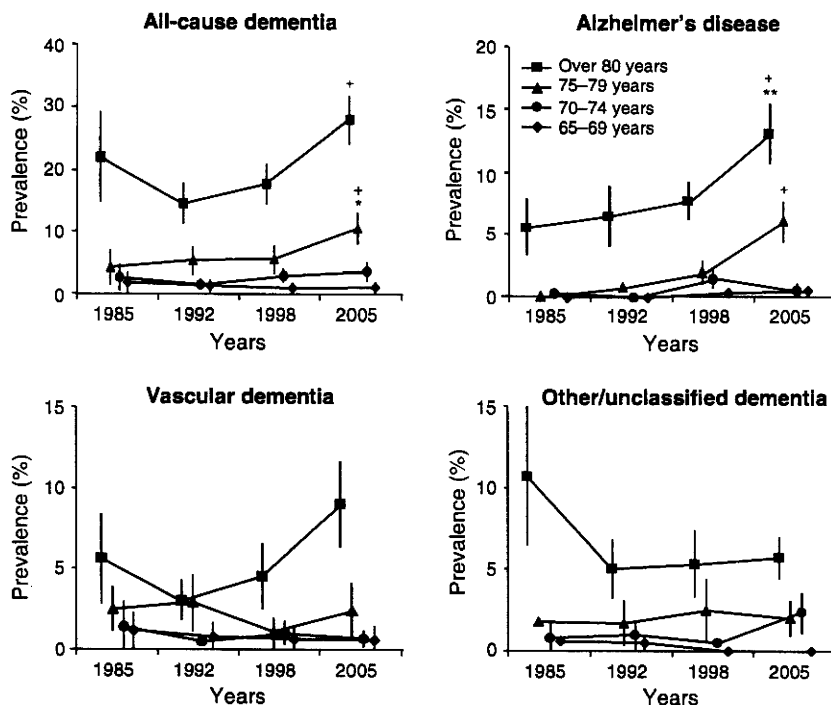 All-cause dementia
Prevalence (%)
40
30
20
10
0
+
+
*
1985 1992 1998 2005
Years
Alzhelmer's disease
Prevalence (%)
20
15
10
5
0
Over 80 years
75–79 years
70–74 years
65–69 years
+
**
+
1985 1992 1998 2005
Years
Vascular dementia
Prevalence (%)
15
10
5
0
1985 1992 1998 2005
Years
Other/unclassified dementia
Prevalence (%)
15
10
5
0
1985 1992 1998 2005
Years